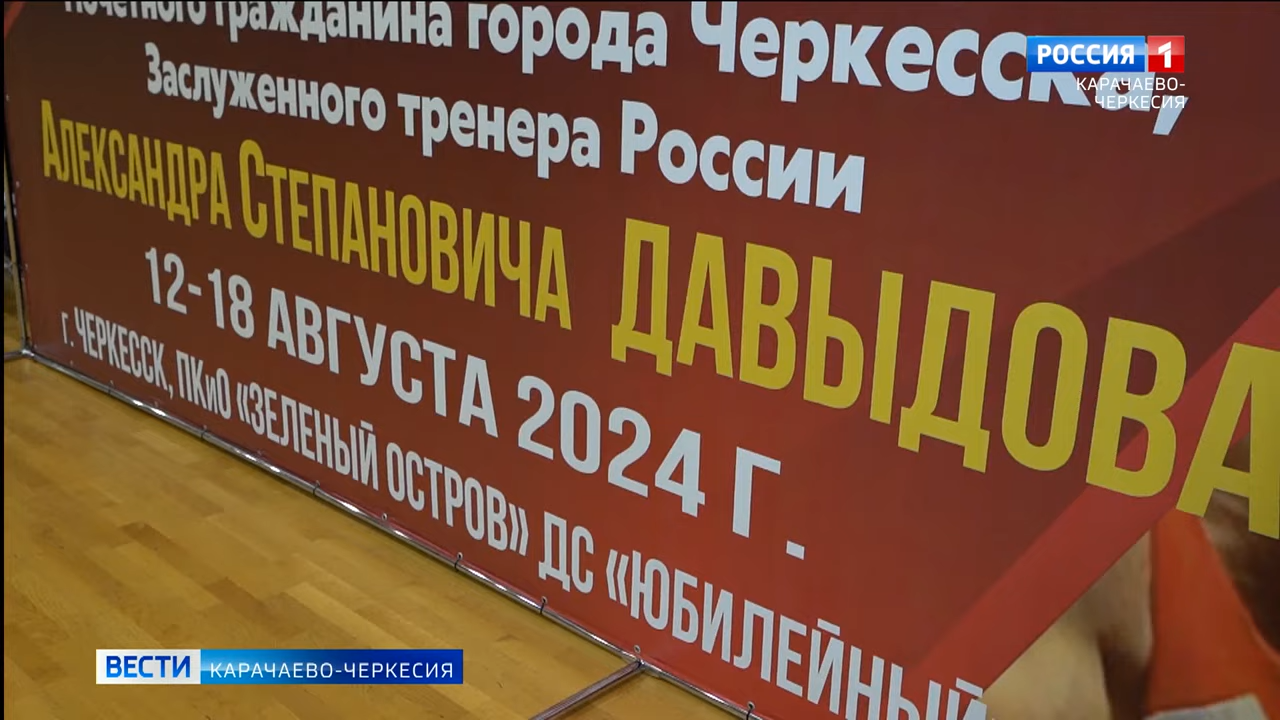 Почетного гражданина города Черкесска,
Заслуженного тренера России
Александра Степановича ДАВЫДОВА
12-18 АВГУСТА 2024 Г.
г. ЧЕРКЕССК, ПКиО «ЗЕЛЕНЫЙ ОСТРОВ» ДС «ЮБИЛЕЙНЫЙ
РОССИЯ 1
КАРАЧАЕВО-
ЧЕРКЕСИЯ
ВЕСТИ КАРАЧАЕВО-ЧЕРКЕСИЯ